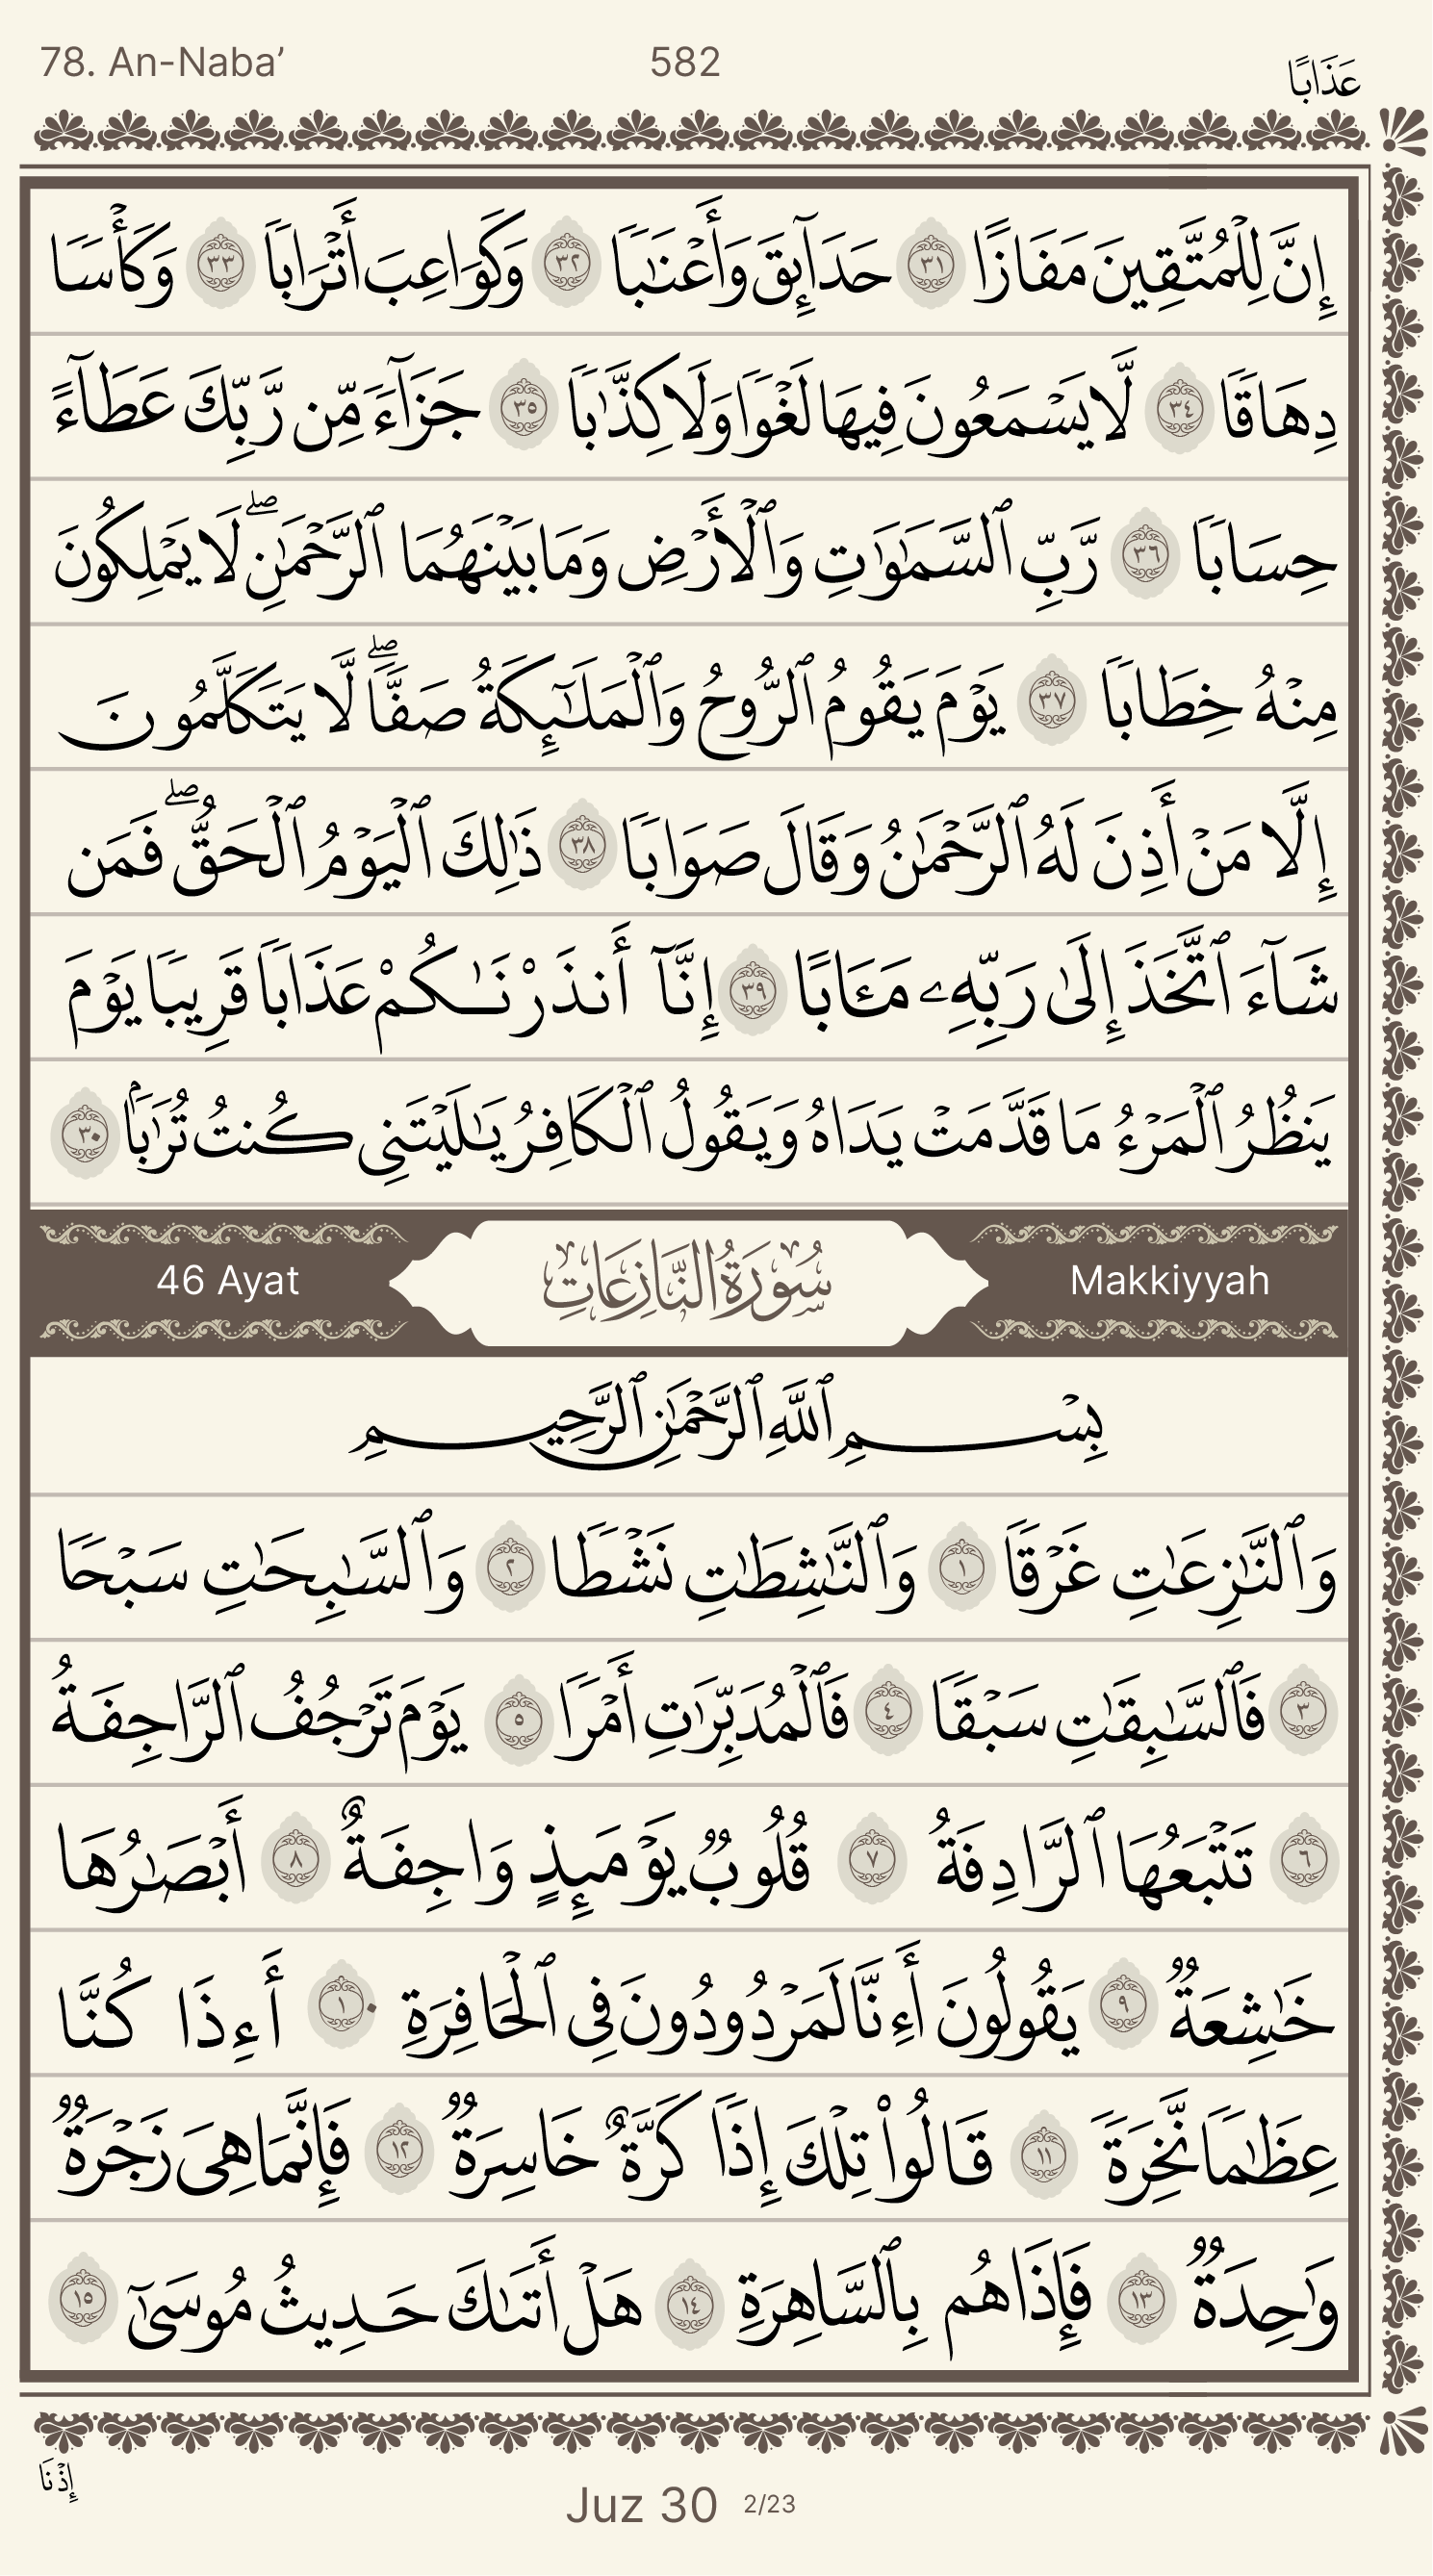 78. An-Naba’ 582 عَذَابًا
إِنَّ لِلْمُتَّقِينَ مَفَازًا ٣١ حَدَآئِقَ وَأَعْنَٰبًا ٣٢ وَكَوَاعِبَ أَتْرَابًا ٣٣ وَكَأْسًا
دِهَاقًا ٣٤ لَّا يَسْمَعُونَ فِيهَا لَغْوًا وَلَا كِذَّٰبًا ٣٥ جَزَآءً مِّن رَّبِّكَ عَطَآءً
حِسَابًا ٣٦ رَّبِّ ٱلسَّمَٰوَٰتِ وَٱلْأَرْضِ وَمَا بَيْنَهُمَا ٱلرَّحْمَٰنِ ۖ لَا يَمْلِكُونَ
مِنْهُ خِطَابًا ٣٧ يَوْمَ يَقُومُ ٱلرُّوحُ وَٱلْمَلَٰٓئِكَةُ صَفًّا ۖ لَّا يَتَكَلَّمُونَ
إِلَّا مَنْ أَذِنَ لَهُ ٱلرَّحْمَٰنُ وَقَالَ صَوَابًا ٣٨ ذَٰلِكَ ٱلْيَوْمُ ٱلْحَقُّ ۖ فَمَن
شَآءَ ٱتَّخَذَ إِلَىٰ رَبِّهِۦ مَـَٔابًا ٣٩ إِنَّآ أَنذَرْنَٰكُمْ عَذَابًا قَرِيبًا يَوْمَ
يَنظُرُ ٱلْمَرْءُ مَا قَدَّمَتْ يَدَاهُ وَيَقُولُ ٱلْكَافِرُ يَٰلَيْتَنِى كُنتُ تُرَٰبًۢا ٣٠
46 Ayat سُورَةُ النَّازِعَاتِ Makkiyyah
بِسْمِ ٱللَّهِ ٱلرَّحْمَٰنِ ٱلرَّحِيمِ
وَٱلنَّٰزِعَٰتِ غَرْقًا ١ وَٱلنَّٰشِطَٰتِ نَشْطًا ٢ وَٱلسَّٰبِحَٰتِ سَبْحًا
٣ فَٱلسَّٰبِقَٰتِ سَبْقًا ٤ فَٱلْمُدَبِّرَٰتِ أَمْرًا ٥ يَوْمَ تَرْجُفُ ٱلرَّاجِفَةُ
٦ تَتْبَعُهَا ٱلرَّادِفَةُ ٧ قُلُوبٌ يَوْمَئِذٍ وَاجِفَةٌ ٨ أَبْصَٰرُهَا
خَٰشِعَةٌ ٩ يَقُولُونَ أَءِنَّا لَمَرْدُودُونَ فِى ٱلْحَافِرَةِ ١٠ أَءِذَا كُنَّا
عِظَٰمًا نَّخِرَةً ١١ قَالُوا۟ تِلْكَ إِذًا كَرَّةٌ خَاسِرَةٌ ١٢ فَإِنَّمَا هِىَ زَجْرَةٌ
وَٰحِدَةٌ ١٣ فَإِذَا هُم بِٱلسَّاهِرَةِ ١٤ هَلْ أَتَىٰكَ حَدِيثُ مُوسَىٰٓ ١٥
إِذْنَا
Juz 30 2/23